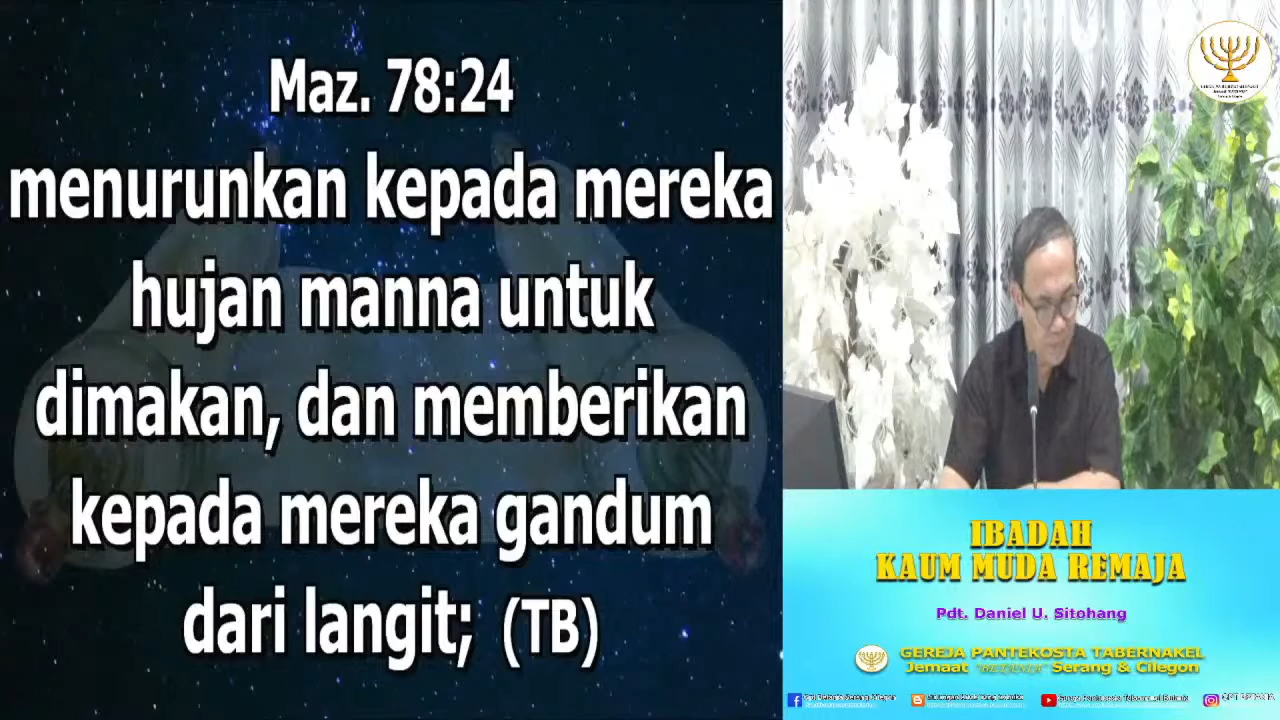 Maz. 78:24
menurunkan kepada mereka
hujan manna untuk
dimakan, dan memberikan
kepada mereka gandum
dari langit; (TB)
IBADAH
KAUM MUDA REMAJA
Pdt. Daniel U. Sitohang
GEREJA PANTEKOSTA TABERNAKEL
Jemaat "BETANIA" Serang & Cilegon